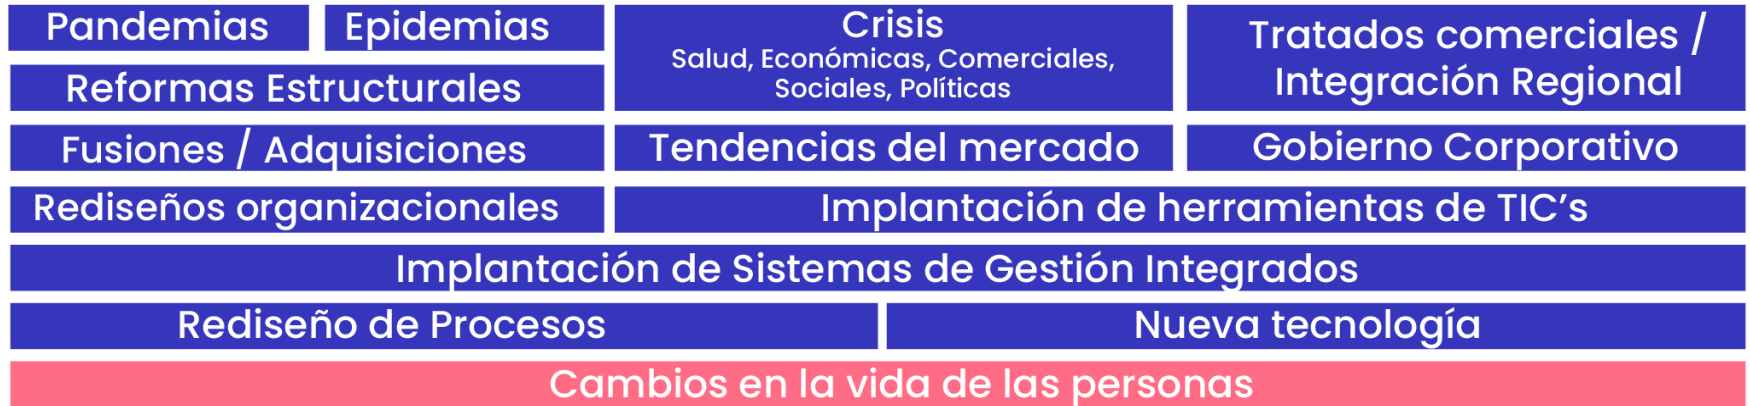 Pandemias
Epidemias
Crisis
Salud, Económicas, Comerciales,
Sociales, Políticas
Tratados comerciales /
Integración Regional
Reformas Estructurales
Fusiones / Adquisiciones
Tendencias del mercado
Gobierno Corporativo
Rediseños organizacionales
Implantación de herramientas de TIC’s
Implantación de Sistemas de Gestión Integrados
Rediseño de Procesos
Nueva tecnología
Cambios en la vida de las personas